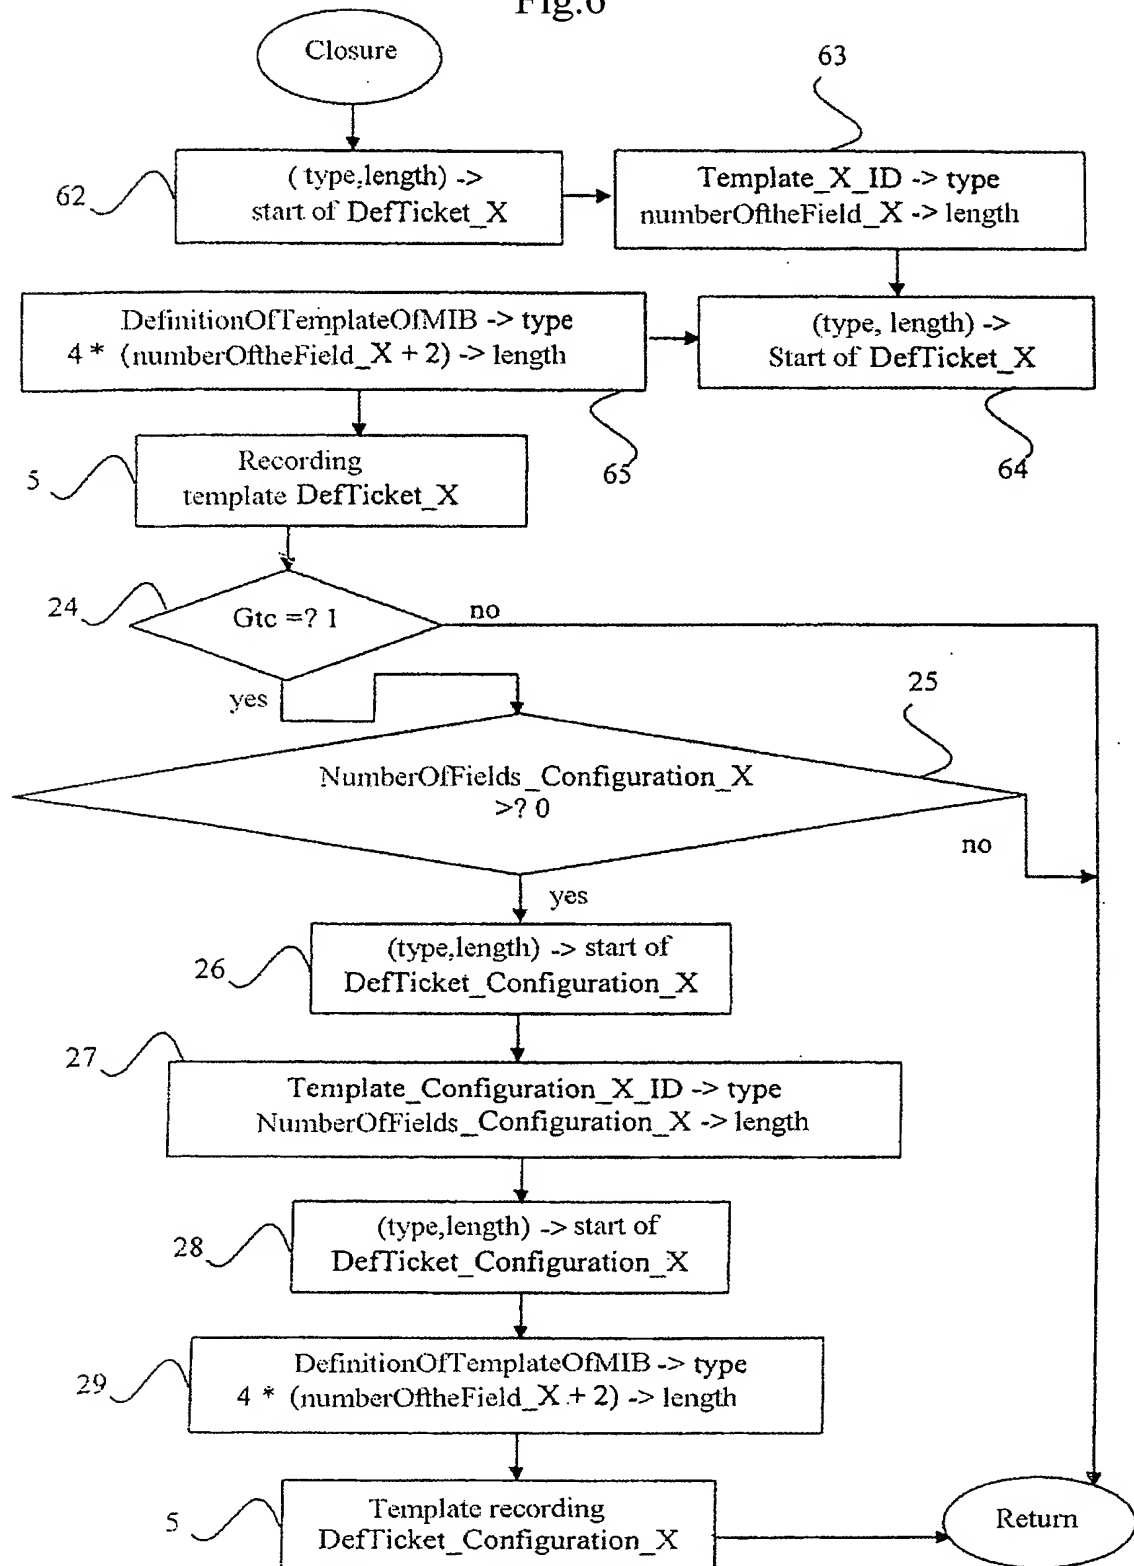 Fig.6
Closure
63
62
(type,length) ->
start of DefTicket_X
Template_X_ID -> type
numberOftheField_X -> length
DefinitionOfTemplateOfMIB -> type
4 * (numberOftheField_X + 2) -> length
(type, length) ->
Start of DefTicket_X
65
64
5
Recording
template DefTicket_X
24
Gtc =? 1
no
yes
25
NumberOfFields_Configuration_X
>? 0
no
yes
26
(type,length) -> start of
DefTicket_Configuration_X
27
Template_Configuration_X_ID -> type
NumberOfFields_Configuration_X -> length
28
(type,length) -> start of
DefTicket_Configuration_X
29
DefinitionOfTemplateOfMIB -> type
4 * (numberOftheField_X + 2) -> length
5
Template recording
DefTicket_Configuration_X
Return